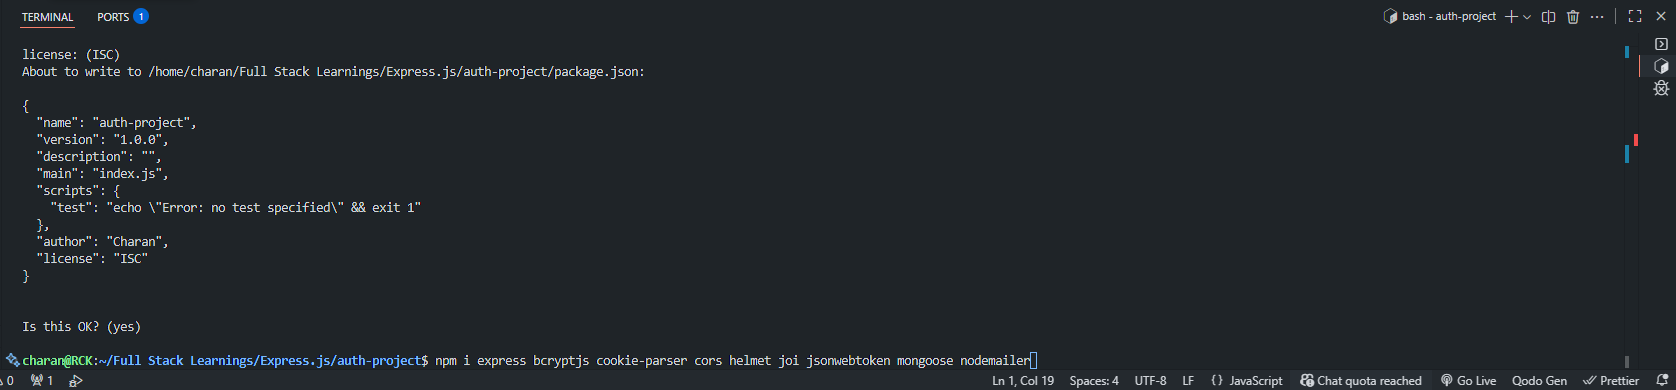 TERMINAL PORTS 1 bash - auth-project
license: (ISC)
About to write to /home/charan/Full Stack Learnings/Express.js/auth-project/package.json:
{
"name": "auth-project",
"version": "1.0.0",
"description": "",
"main": "index.js",
"scripts": {
"test": "echo \"Error: no test specified\" && exit 1"
},
"author": "Charan",
"license": "ISC"
}
Is this OK? (yes)
charan@RCK:~/Full Stack Learnings/Express.js/auth-project$ npm i express bcryptjs cookie-parser cors helmet joi jsonwebtoken mongoose nodemailer
0 1 Ln 1, Col 19 Spaces: 4 UTF-8 LF {} JavaScript Chat quota reached Go Live Qodo Gen Prettier